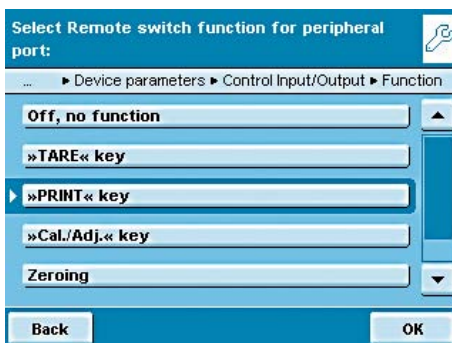 Select Remote switch function for peripheral
port:
... ▸ Device parameters ▸ Control Input/Output ▸ Function
Off, no function
»TARE« key
»PRINT« key
»Cal./Adj.« key
Zeroing
Back
OK